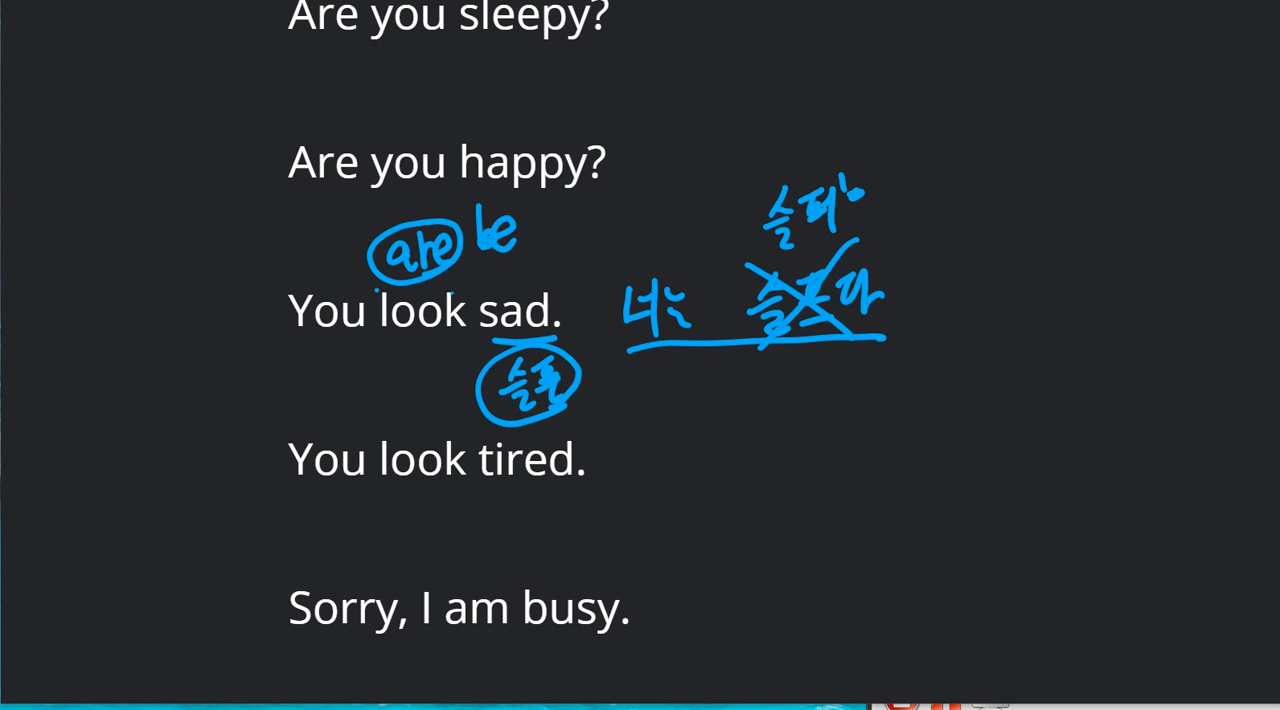 Are you sleepy?
Are you happy?
are be
슬퍼
You look sad. 너는 슬프다
슬픈
You look tired.
Sorry, I am busy.